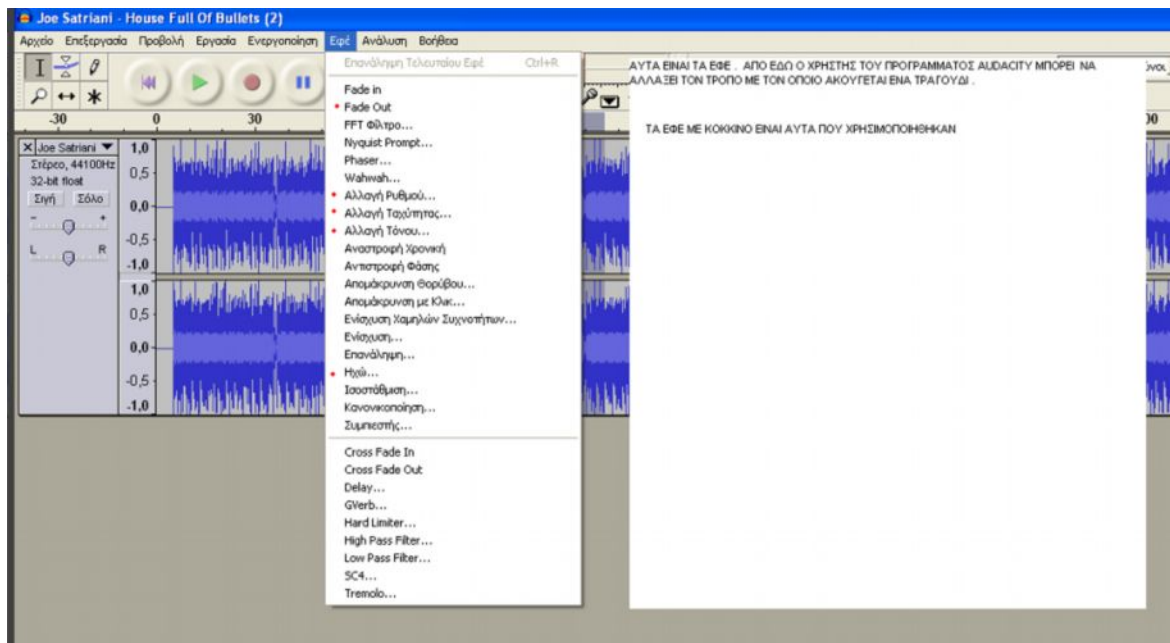 Joe Satriani - House Full Of Bullets (2)
Αρχείο Επεξεργασία Προβολή Εργασία Ενεργοποίηση Εφέ Ανάλυση Βοήθεια
Επανάληψη Τελευταίου Εφέ Ctrl+R
Fade in
Fade Out
FFT Φίλτρο...
Nyquist Prompt...
Phaser...
Wahwah...
Αλλαγή Ρυθμού...
Αλλαγή Ταχύτητας...
Αλλαγή Τόνου...
Αναστροφή Χρονική
Αντιστροφή Φάσης
Απομάκρυνση Θορύβου...
Απομάκρυνση με Κλικ...
Ενίσχυση Χαμηλών Συχνοτήτων...
Ενίσχυση...
Επανάληψη...
Ηχώ...
Ισοστάθμιση...
Κανονικοποίηση...
Συμπιεστής...
Cross Fade In
Cross Fade Out
Delay...
GVerb...
Hard Limiter...
High Pass Filter...
Low Pass Filter...
SC4...
Tremolo...
ΑΥΤΑ ΕΙΝΑΙ ΤΑ ΕΦΕ . ΑΠΟ ΕΔΩ Ο ΧΡΗΣΤΗΣ ΤΟΥ ΠΡΟΓΡΑΜΜΑΤΟΣ AUDACITY ΜΠΟΡΕΙ ΝΑ
ΑΛΛΑΞΕΙ ΤΟΝ ΤΡΟΠΟ ΜΕ ΤΟΝ ΟΠΟΙΟ ΑΚΟΥΓΕΤΑΙ ΕΝΑ ΤΡΑΓΟΥΔΙ .
ΤΑ ΕΦΕ ΜΕ ΚΟΚΚΙΝΟ ΕΙΝΑΙ ΑΥΤΑ ΠΟΥ ΧΡΗΣΙΜΟΠΟΙΗΘΗΚΑΝ
-30 0 30
X Joe Satriani
Στέρεο, 44100Hz
32-bit float
Σιγή Σόλο
- +
L R
1,0
0,5
0,0
-0,5
-1,0
1,0
0,5
0,0
-0,5
-1,0